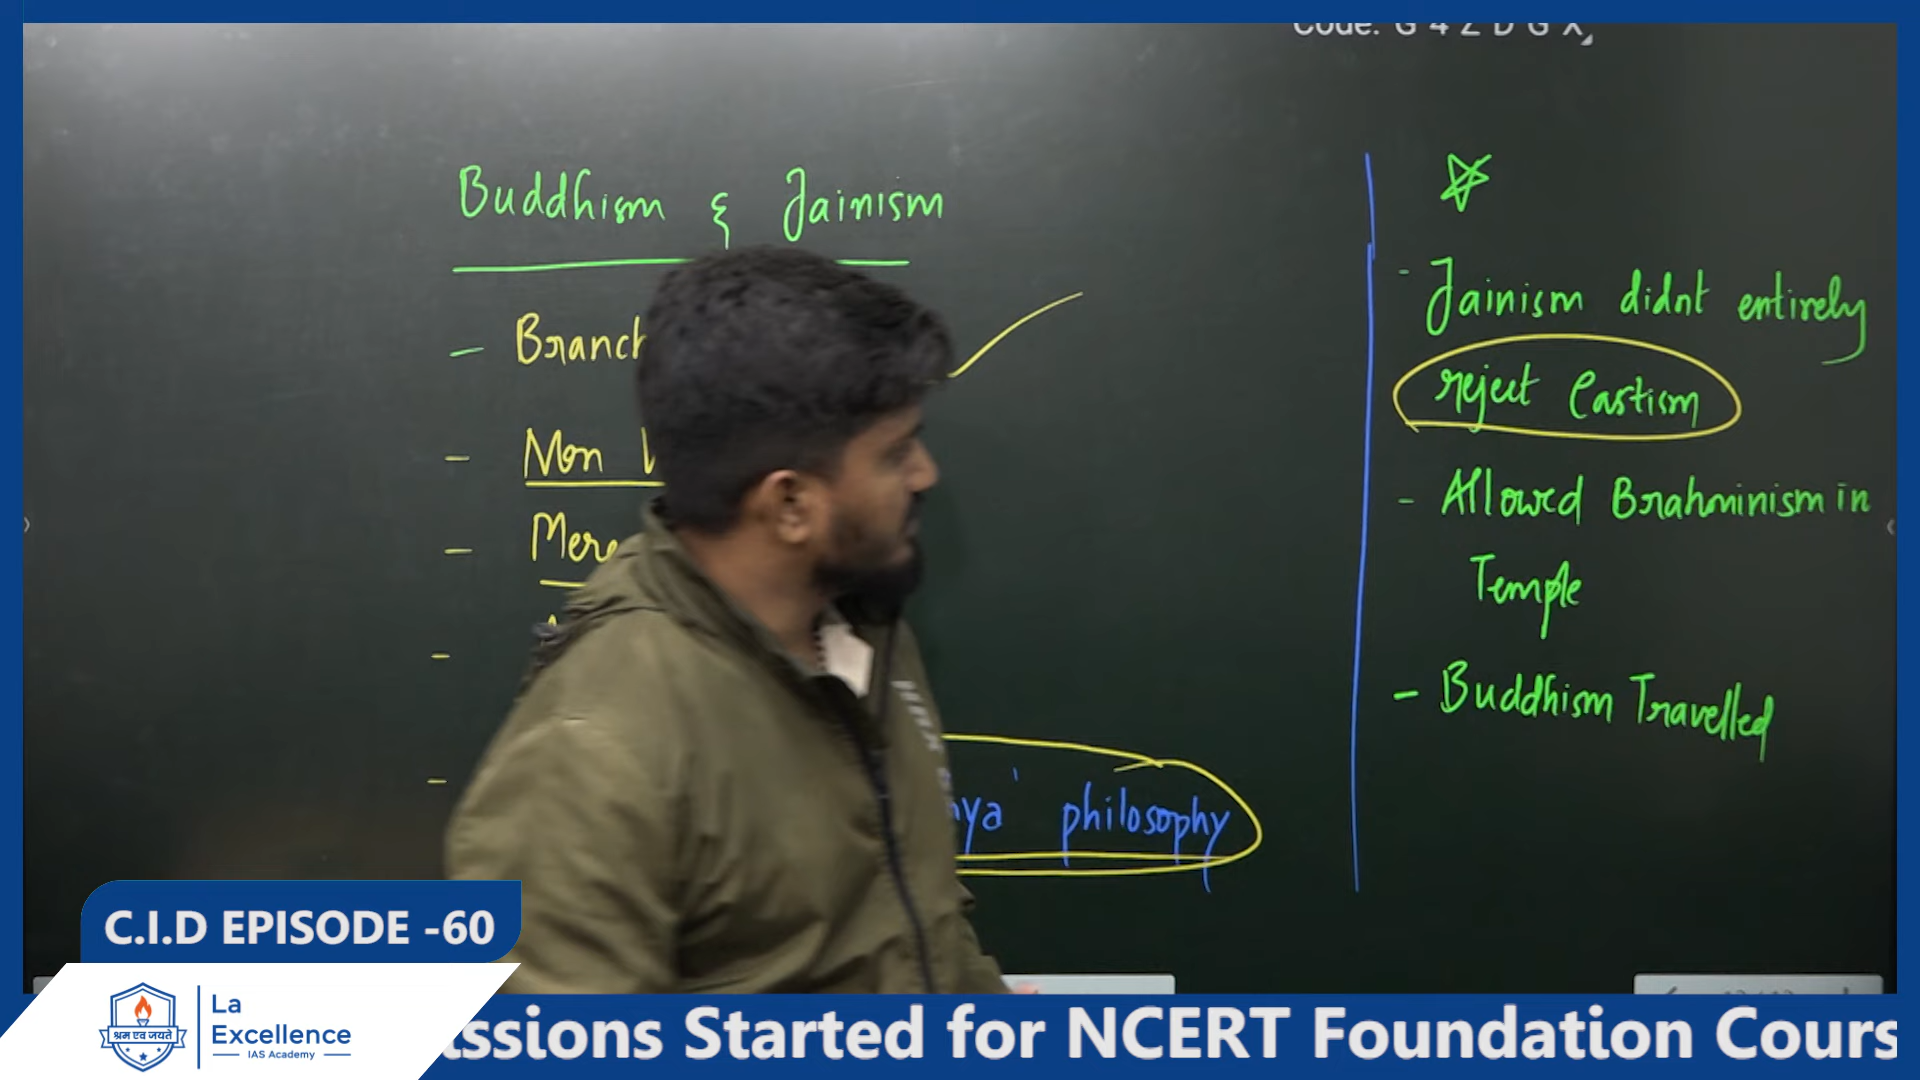 Code: G 4 Z D G X
Buddhism & Jainism
- Branch
- Non
- Mere
-
-
philosophy
- Jainism didnt entirely
reject Castism
- Allowed Brahminism in
Temple
- Buddhism Travelled
C.I.D EPISODE -60
श्रम एव जयते
La
Excellence
IAS Academy
ssions Started for NCERT Foundation Cours